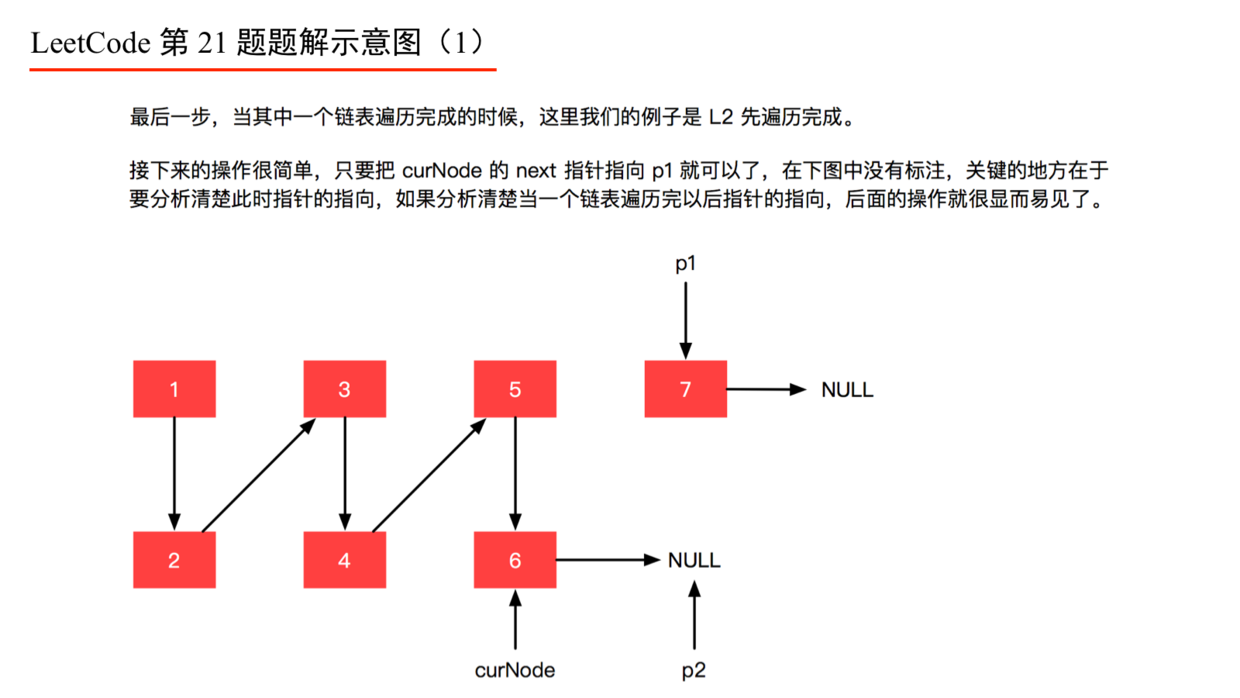 LeetCode 第 21 题题解示意图（1）
最后一步，当其中一个链表遍历完成的时候，这里我们的例子是 L2 先遍历完成。
接下来的操作很简单，只要把 curNode 的 next 指针指向 p1 就可以了，在下图中没有标注，关键的地方在于
要分析清楚此时指针的指向，如果分析清楚当一个链表遍历完以后指针的指向，后面的操作就很显而易见了。
p1
1
3
5
7
NULL
2
4
6
NULL
curNode
p2